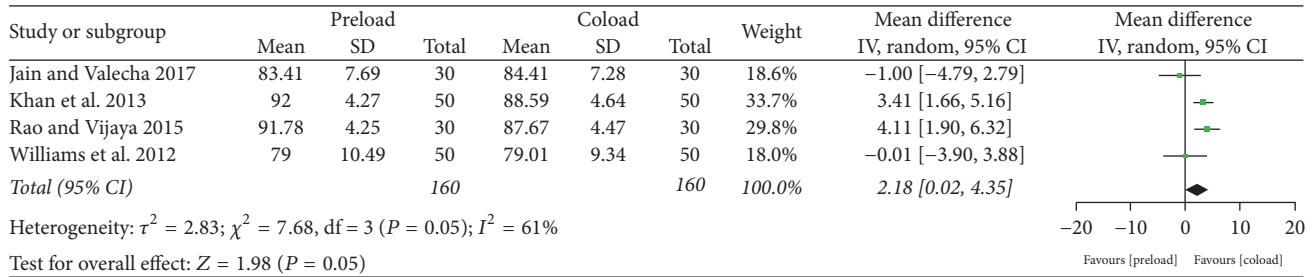 Study or subgroup Preload Coload Weight Mean difference Mean difference
Mean SD Total Mean SD Total IV, random, 95% CI IV, random, 95% CI
Jain and Valecha 2017 83.41 7.69 30 84.41 7.28 30 18.6% −1.00 [−4.79, 2.79]
Khan et al. 2013 92 4.27 50 88.59 4.64 50 33.7% 3.41 [1.66, 5.16]
Rao and Vijaya 2015 91.78 4.25 30 87.67 4.47 30 29.8% 4.11 [1.90, 6.32]
Williams et al. 2012 79 10.49 50 79.01 9.34 50 18.0% −0.01 [−3.90, 3.88]
Total (95% CI) 160 160 100.0% 2.18 [0.02, 4.35]
Heterogeneity: τ² = 2.83; χ² = 7.68, df = 3 (P = 0.05); I² = 61%
−20 −10 0 10 20
Test for overall effect: Z = 1.98 (P = 0.05)
Favours [preload] Favours [coload]